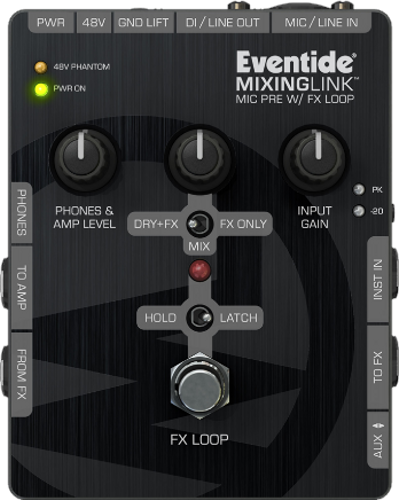 PWR
48V
GND LIFT
DI / LINE OUT
MIC / LINE IN
48V PHANTOM
PWR ON
Eventide®
MIXINGLINK™
MIC PRE W/ FX LOOP
PHONES &
AMP LEVEL
INPUT
GAIN
PK
-20
DRY+FX
FX ONLY
MIX
HOLD
LATCH
FX LOOP
PHONES
TO AMP
FROM FX
INST IN
TO FX
AUX